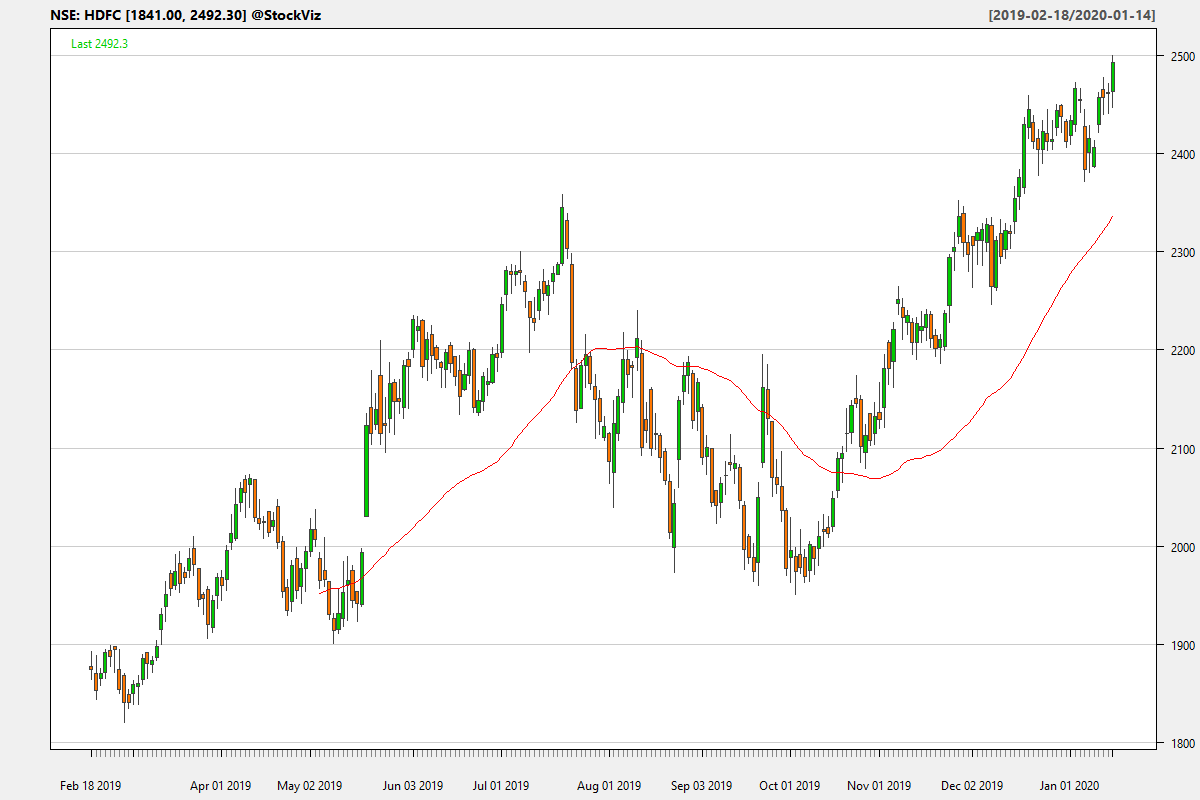 NSE: HDFC [1841.00, 2492.30] @StockViz
[2019-02-18/2020-01-14]
Last 2492.3
2500
2400
2300
2200
2100
2000
1900
1800
Feb 18 2019
Apr 01 2019
May 02 2019
Jun 03 2019
Jul 01 2019
Aug 01 2019
Sep 03 2019
Oct 01 2019
Nov 01 2019
Dec 02 2019
Jan 01 2020